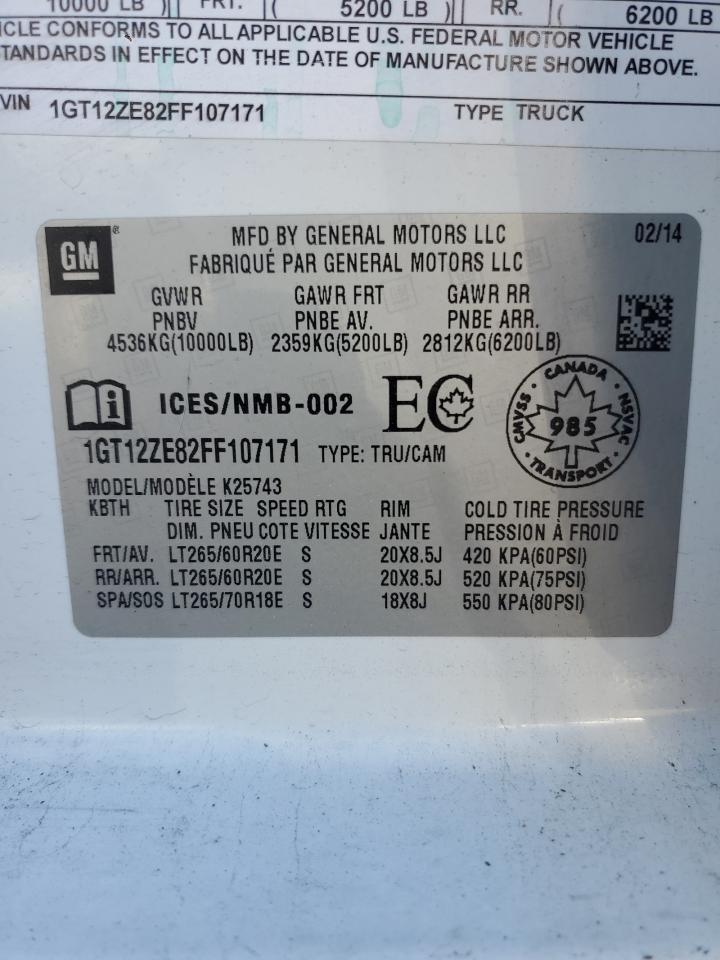 10000 LB ) FRT. ( 5200 LB ) RR. ( 6200 LB
ICLE CONFORMS TO ALL APPLICABLE U.S. FEDERAL MOTOR VEHICLE
TANDARDS IN EFFECT ON THE DATE OF MANUFACTURE SHOWN ABOVE.
VIN 1GT12ZE82FF107171 TYPE TRUCK
GM ® MFD BY GENERAL MOTORS LLC 02/14
FABRIQUÉ PAR GENERAL MOTORS LLC
GVWR GAWR FRT GAWR RR
PNBV PNBE AV. PNBE ARR.
4536KG(10000LB) 2359KG(5200LB) 2812KG(6200LB)
i ICES/NMB-002 EC
CANADA · NSVAC · TRANSPORT · CMVSS ·
985
1GT12ZE82FF107171 TYPE: TRU/CAM
MODEL/MODÈLE K25743
KBTH TIRE SIZE SPEED RTG RIM COLD TIRE PRESSURE
DIM. PNEU COTE VITESSE JANTE PRESSION À FROID
FRT/AV. LT265/60R20E S 20X8.5J 420 KPA(60PSI)
RR/ARR. LT265/60R20E S 20X8.5J 520 KPA(75PSI)
SPA/SOS LT265/70R18E S 18X8J 550 KPA(80PSI)